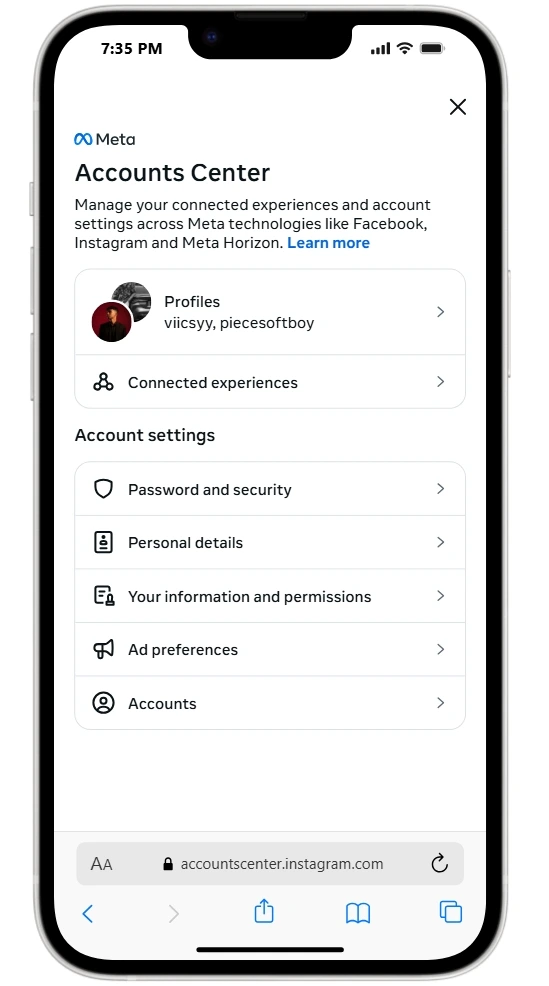 7:35 PM
Meta
Accounts Center
Manage your connected experiences and account
settings across Meta technologies like Facebook,
Instagram and Meta Horizon. Learn more
Profiles
viicsyy, piecesoftboy
Connected experiences
Account settings
Password and security
Personal details
Your information and permissions
Ad preferences
Accounts
AA accountscenter.instagram.com